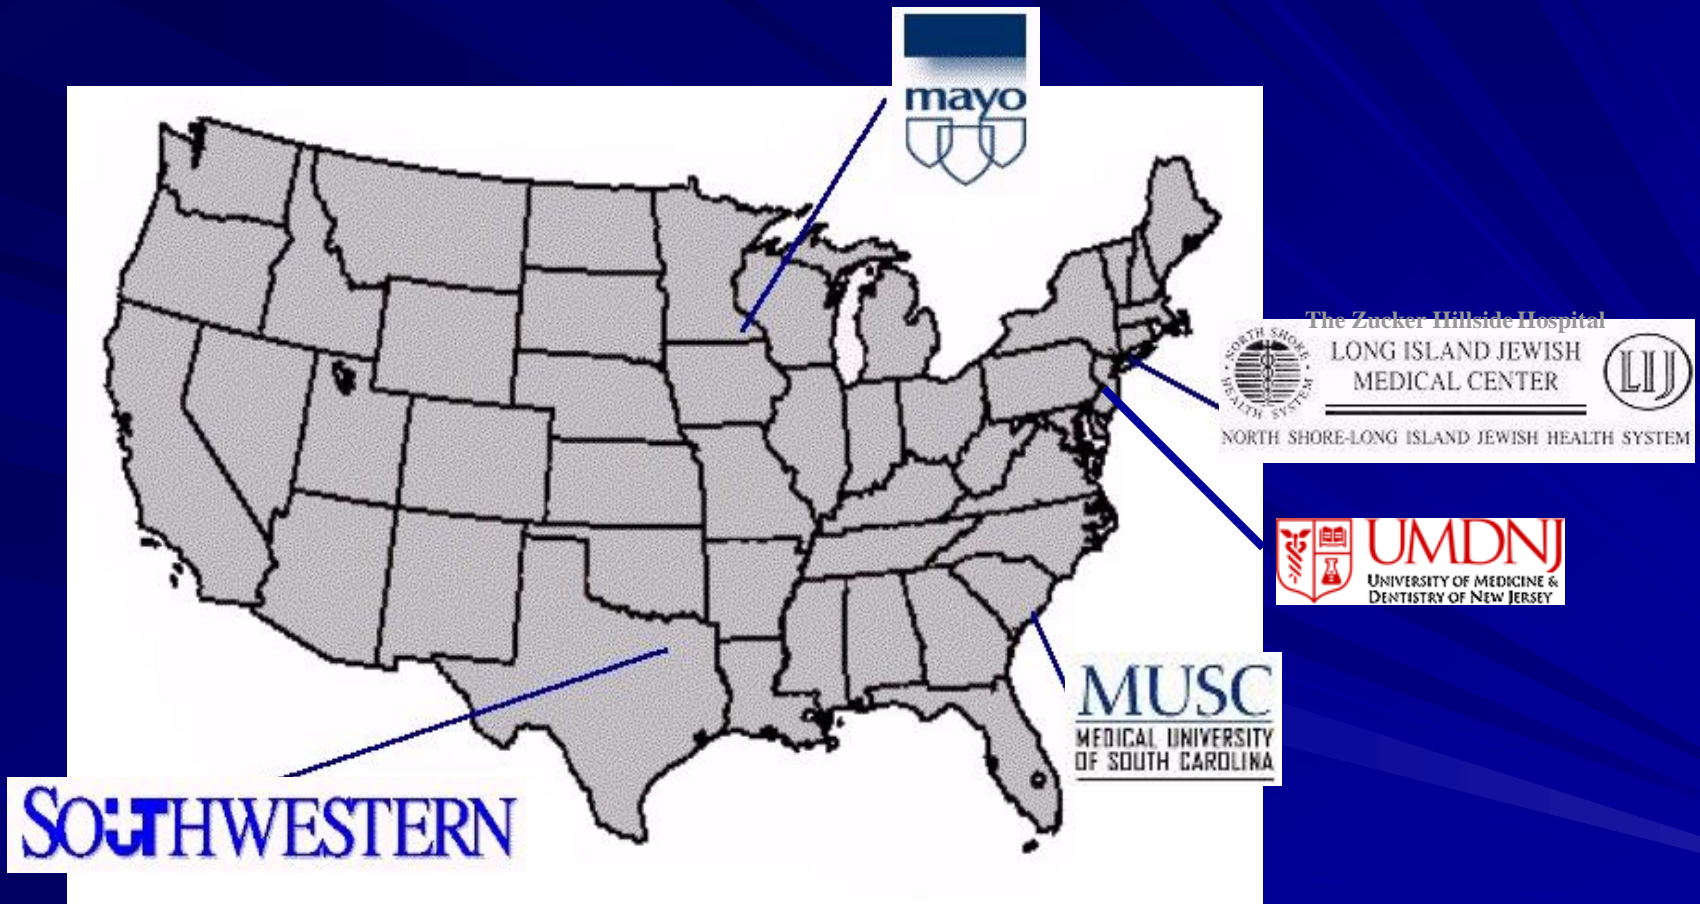 mayo
The Zucker Hillside Hospital
NORTH SHORE
HEALTH SYSTEM
LONG ISLAND JEWISH
MEDICAL CENTER
LIJ
NORTH SHORE-LONG ISLAND JEWISH HEALTH SYSTEM
UMDNJ
UNIVERSITY OF MEDICINE &
DENTISTRY OF NEW JERSEY
MUSC
MEDICAL UNIVERSITY
OF SOUTH CAROLINA
SOUTHWESTERN